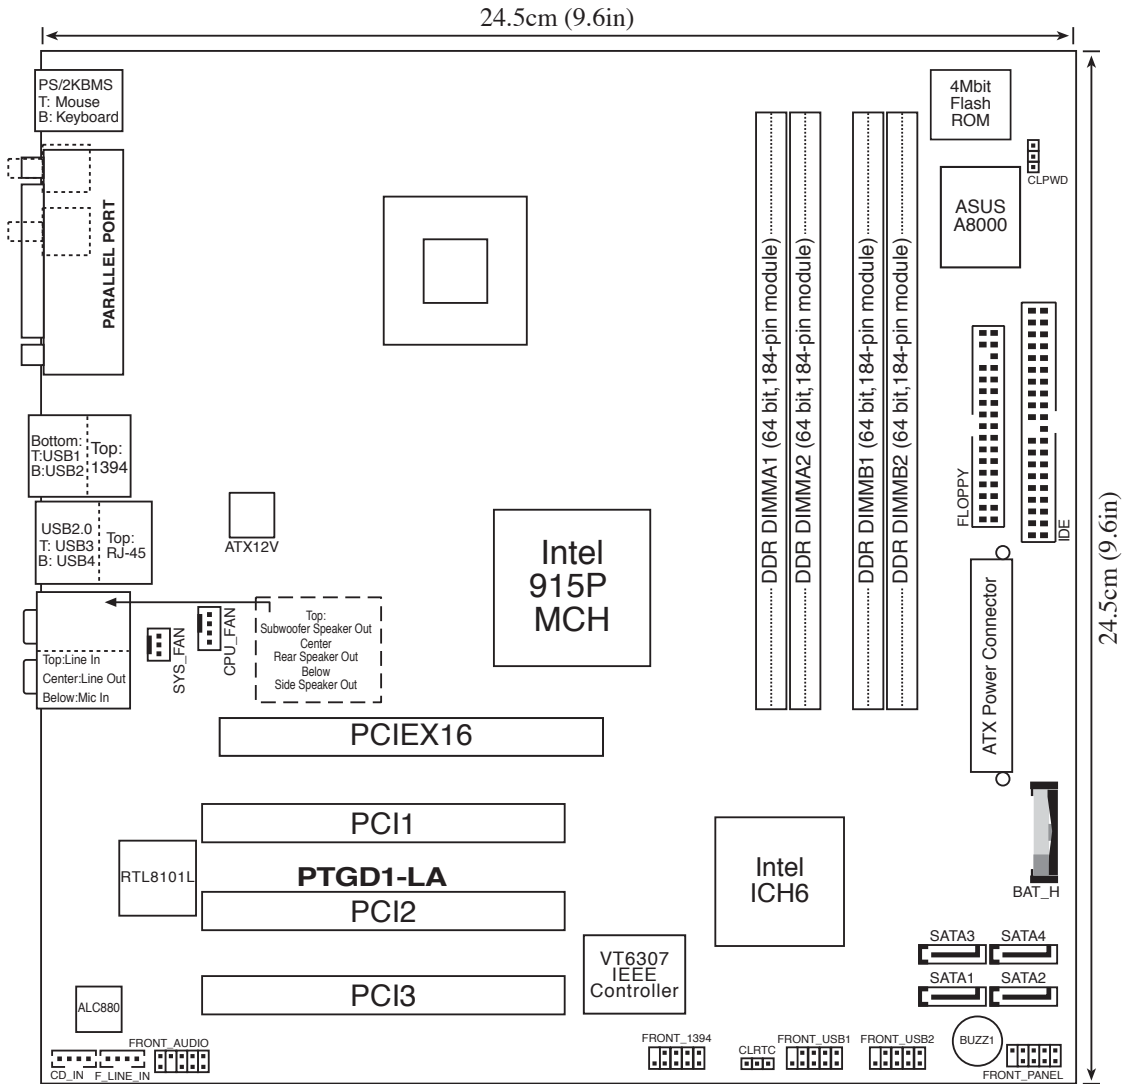 24.5cm (9.6in)
PS/2KBMS
T: Mouse
B: Keyboard
PARALLEL PORT
4Mbit
Flash
ROM
CLPWD
ASUS
A8000
DDR DIMMA1 (64 bit,184-pin module)
DDR DIMMA2 (64 bit,184-pin module)
DDR DIMMB1 (64 bit,184-pin module)
DDR DIMMB2 (64 bit,184-pin module)
FLOPPY
IDE
24.5cm (9.6in)
Bottom:
T:USB1
B:USB2
Top:
1394
USB2.0
T: USB3
B: USB4
Top:
RJ-45
ATX12V
Intel
915P
MCH
Top:Line In
Center:Line Out
Below:Mic In
SYS_FAN
CPU_FAN
Top:
Subwoofer Speaker Out
Center
Rear Speaker Out
Below
Side Speaker Out
ATX Power Connector
PCIEX16
PCI1
RTL8101L
PTGD1-LA
PCI2
Intel
ICH6
BAT_H
VT6307
IEEE
Controller
PCI3
ALC880
SATA3
SATA4
SATA1
SATA2
BUZZ1
CD_IN
F_LINE_IN
FRONT_AUDIO
FRONT_1394
CLRTC
FRONT_USB1
FRONT_USB2
FRONT_PANEL